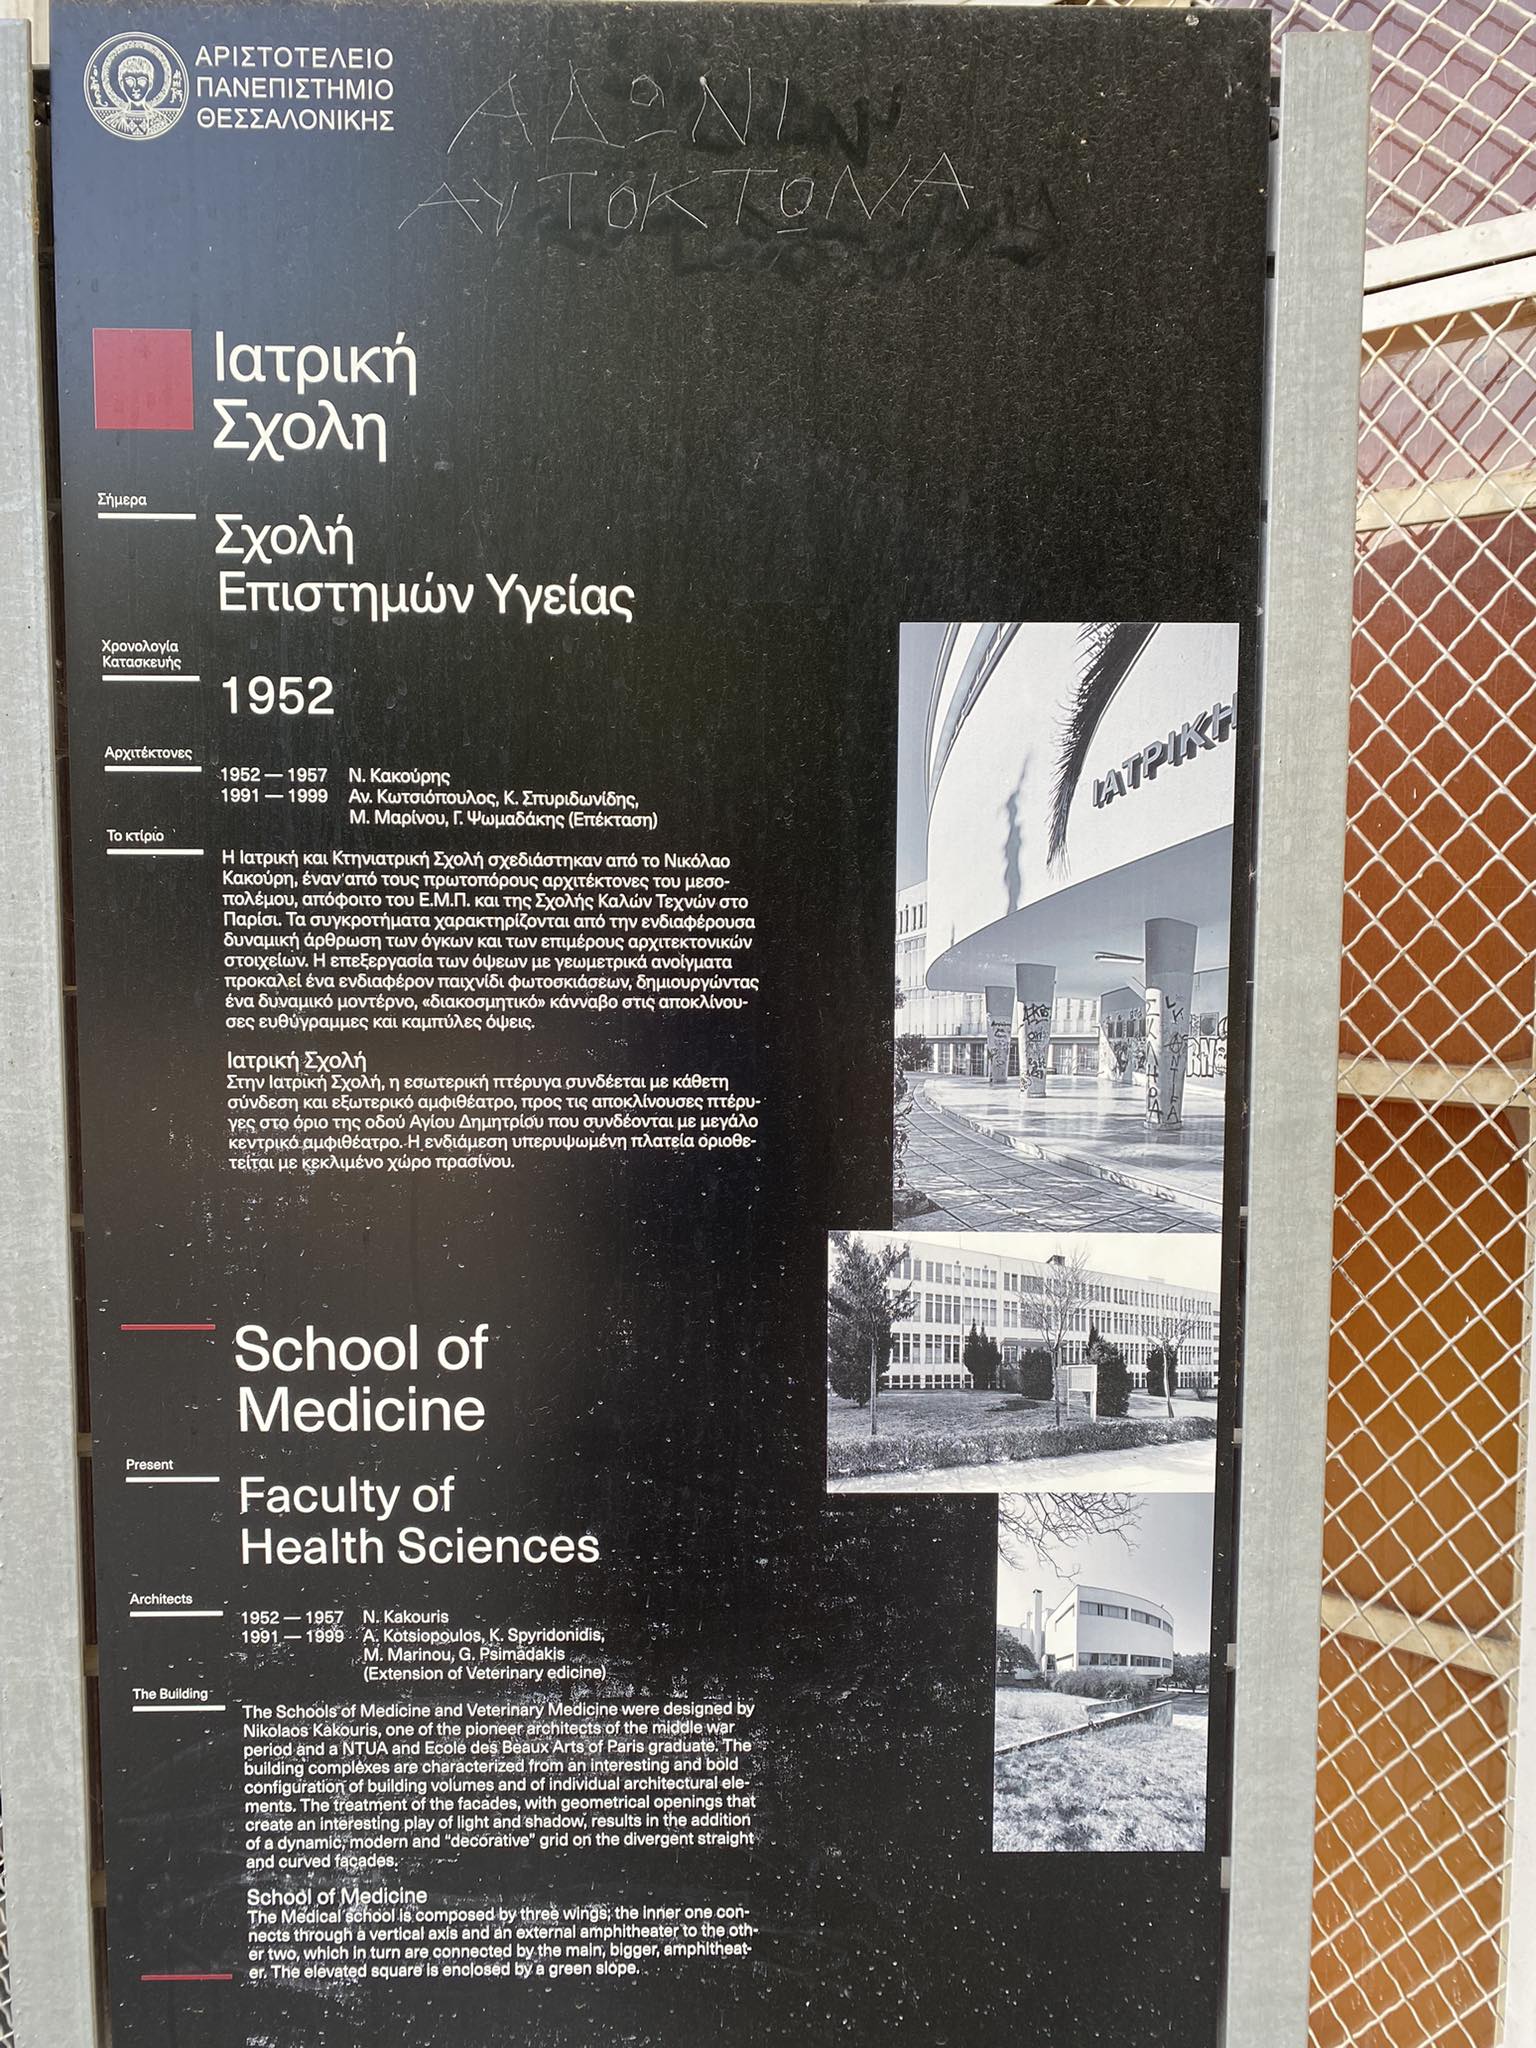 ΑΡΙΣΤΟΤΕΛΕΙΟ
ΠΑΝΕΠΙΣΤΗΜΙΟ
ΘΕΣΣΑΛΟΝΙΚΗΣ
ΑΔΩΝΙ
ΑΥΤΟΚΤΟΝΑ
Ιατρική
Σχολη
Σήμερα
Σχολή
Επιστημών Υγείας
Χρονολογία
Κατασκευής
1952
Αρχιτέκτονες
1952 — 1957 Ν. Κακούρης
1991 — 1999 Αν. Κωτσιόπουλος, Κ. Σπυριδωνίδης,
Μ. Μαρίνου, Γ. Ψωμαδάκης (Επέκταση)
Το κτίριο
Η Ιατρική και Κτηνιατρική Σχολή σχεδιάστηκαν από το Νικόλαο
Κακούρη, έναν από τους πρωτοπόρους αρχιτέκτονες του μεσο-
πολέμου, απόφοιτο του Ε.Μ.Π. και της Σχολής Καλών Τεχνών στο
Παρίσι. Τα συγκροτήματα χαρακτηρίζονται από την ενδιαφέρουσα
δυναμική άρθρωση των όγκων και των επιμέρους αρχιτεκτονικών
στοιχείων. Η επεξεργασία των όψεων με γεωμετρικά ανοίγματα
προκαλεί ένα ενδιαφέρον παιχνίδι φωτοσκιάσεων, δημιουργώντας
ένα δυναμικό μοντέρνο, «διακοσμητικό» κάνναβο στις αποκλίνου-
σες ευθύγραμμες και καμπύλες όψεις.
Ιατρική Σχολή
Στην Ιατρική Σχολή, η εσωτερική πτέρυγα συνδέεται με κάθετη
σύνδεση και εξωτερικό αμφιθέατρο, προς τις αποκλίνουσες πτέρυ-
γες στο όριο της οδού Αγίου Δημητρίου που συνδέονται με μεγάλο
κεντρικό αμφιθέατρο. Η ενδιάμεση υπερυψωμένη πλατεία οριοθε-
τείται με κεκλιμένο χώρο πρασίνου.
ΙΑΤΡΙΚΗ
School of
Medicine
Present
Faculty of
Health Sciences
Architects
1952 — 1957 N. Kakouris
1991 — 1999 A. Kotsiopoulos, K. Spyridonidis,
M. Marinou, G. Psimadakis
(Extension of Veterinary edicine)
The Building
The Schools of Medicine and Veterinary Medicine were designed by
Nikolaos Kakouris, one of the pioneer architects of the middle war
period and a NTUA and Ecole des Beaux Arts of Paris graduate. The
building complexes are characterized from an interesting and bold
configuration of building volumes and of individual architectural ele-
ments. The treatment of the facades, with geometrical openings that
create an interesting play of light and shadow, results in the addition
of a dynamic, modern and “decorative” grid on the divergent straight
and curved façades.
School of Medicine
The Medical school is composed by three wings; the inner one con-
nects through a vertical axis and an external amphitheater to the oth-
er two, which in turn are connected by the main, bigger, amphitheat-
er. The elevated square is enclosed by a green slope.